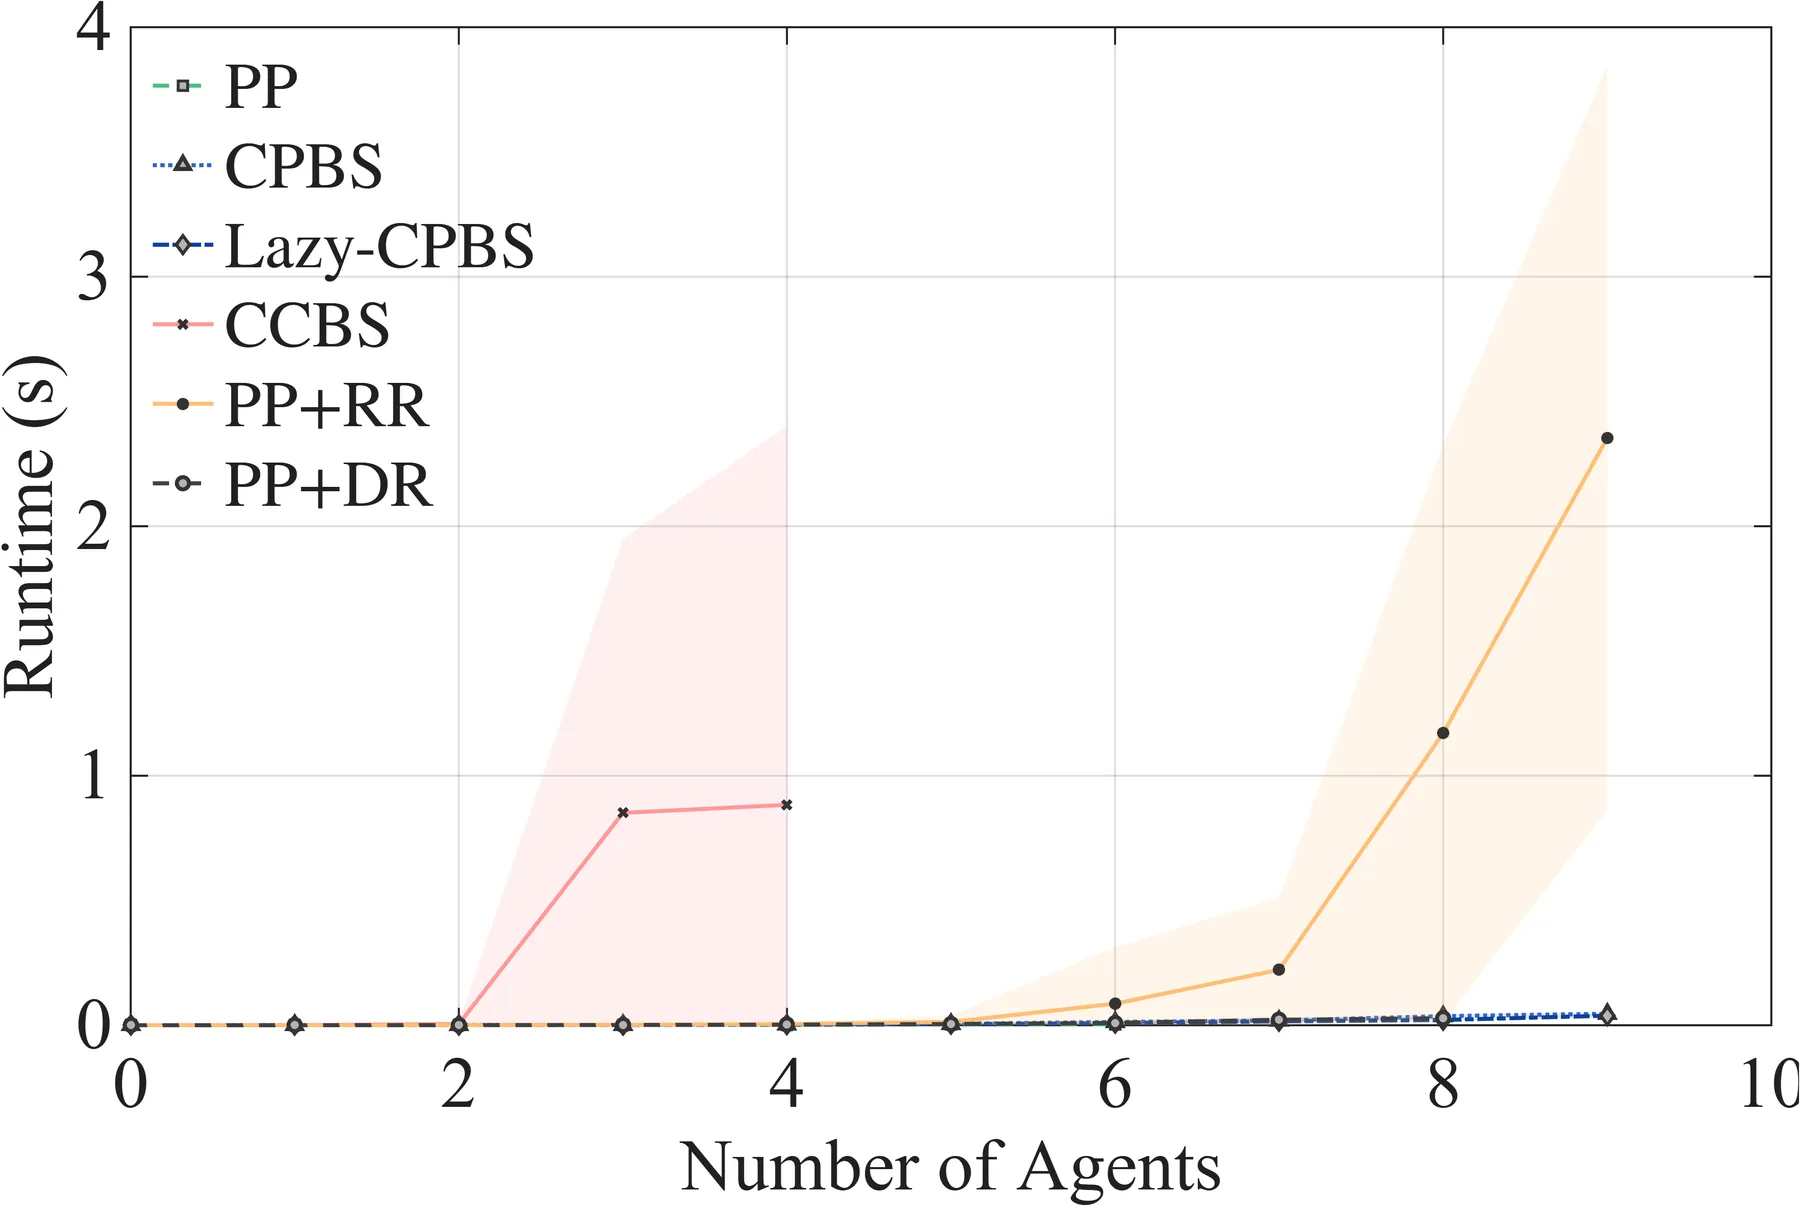 4
3
2
1
0
Runtime (s)
PP
CPBS
Lazy-CPBS
CCBS
PP+RR
PP+DR
0 2 4 6 8 10
Number of Agents